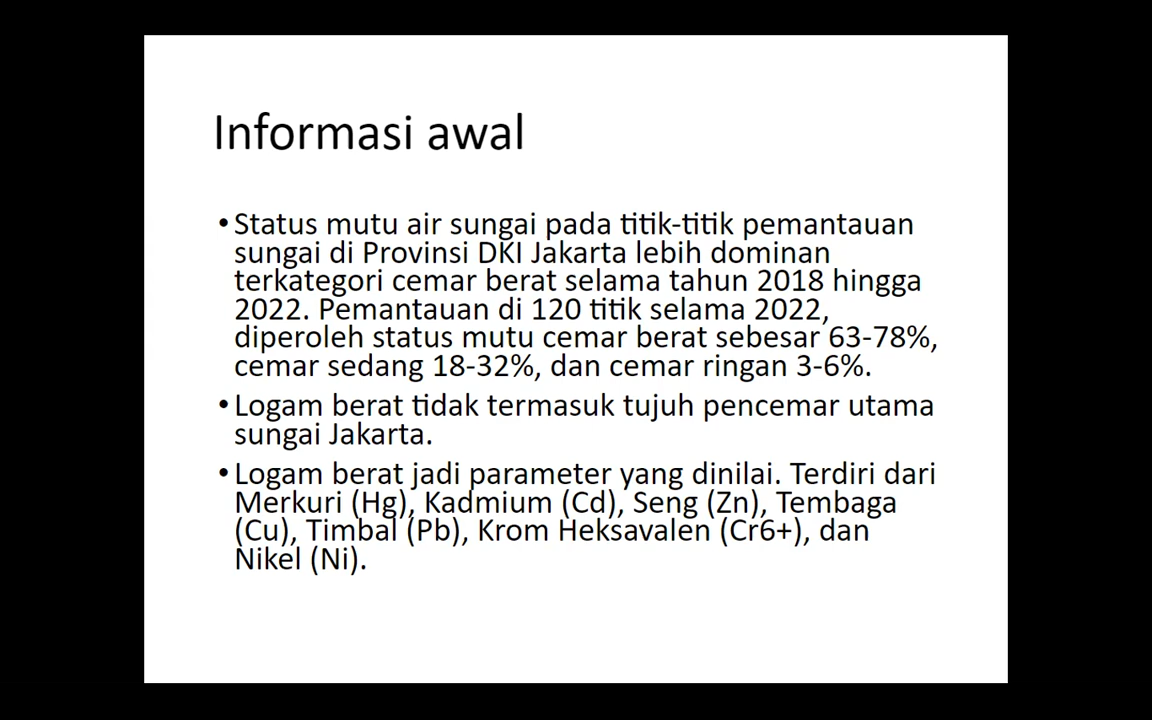 Informasi awal
•Status mutu air sungai pada titik-titik pemantauan
sungai di Provinsi DKI Jakarta lebih dominan
terkategori cemar berat selama tahun 2018 hingga
2022. Pemantauan di 120 titik selama 2022,
diperoleh status mutu cemar berat sebesar 63-78%,
cemar sedang 18-32%, dan cemar ringan 3-6%.
•Logam berat tidak termasuk tujuh pencemar utama
sungai Jakarta.
•Logam berat jadi parameter yang dinilai. Terdiri dari
Merkuri (Hg), Kadmium (Cd), Seng (Zn), Tembaga
(Cu), Timbal (Pb), Krom Heksavalen (Cr6+), dan
Nikel (Ni).